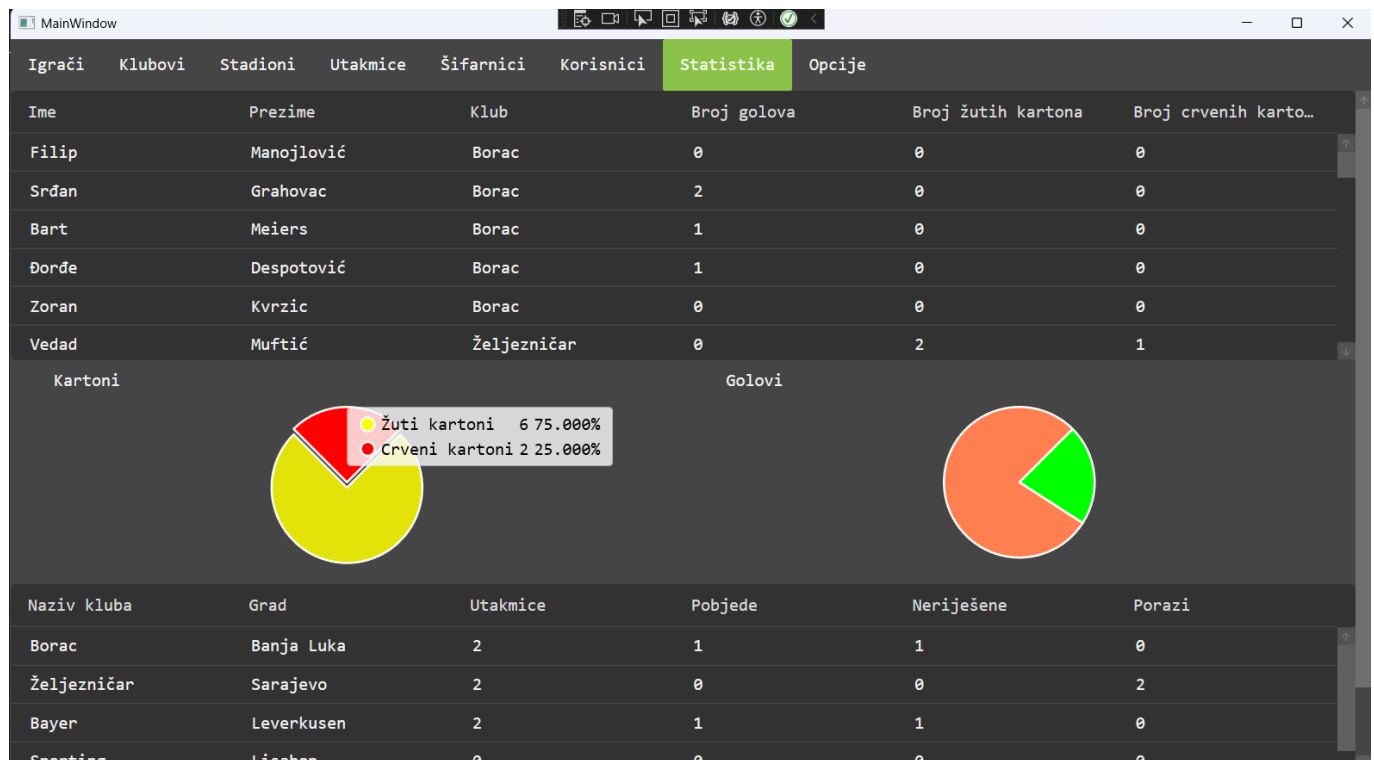 MainWindow
Igrači Klubovi Stadioni Utakmice Šifarnici Korisnici Statistika Opcije
Ime Prezime Klub Broj golova Broj žutih kartona Broj crvenih karto…
Filip Manojlović Borac 0 0 0
Srđan Grahovac Borac 2 0 0
Bart Meiers Borac 1 0 0
Đorđe Despotović Borac 1 0 0
Zoran Kvrzic Borac 0 0 0
Vedad Muftić Željezničar 0 2 1
Kartoni Golovi
Žuti kartoni 6 75.000%
Crveni kartoni 2 25.000%
Naziv kluba Grad Utakmice Pobjede Neriješene Porazi
Borac Banja Luka 2 1 1 0
Željezničar Sarajevo 2 0 0 2
Bayer Leverkusen 2 1 1 0